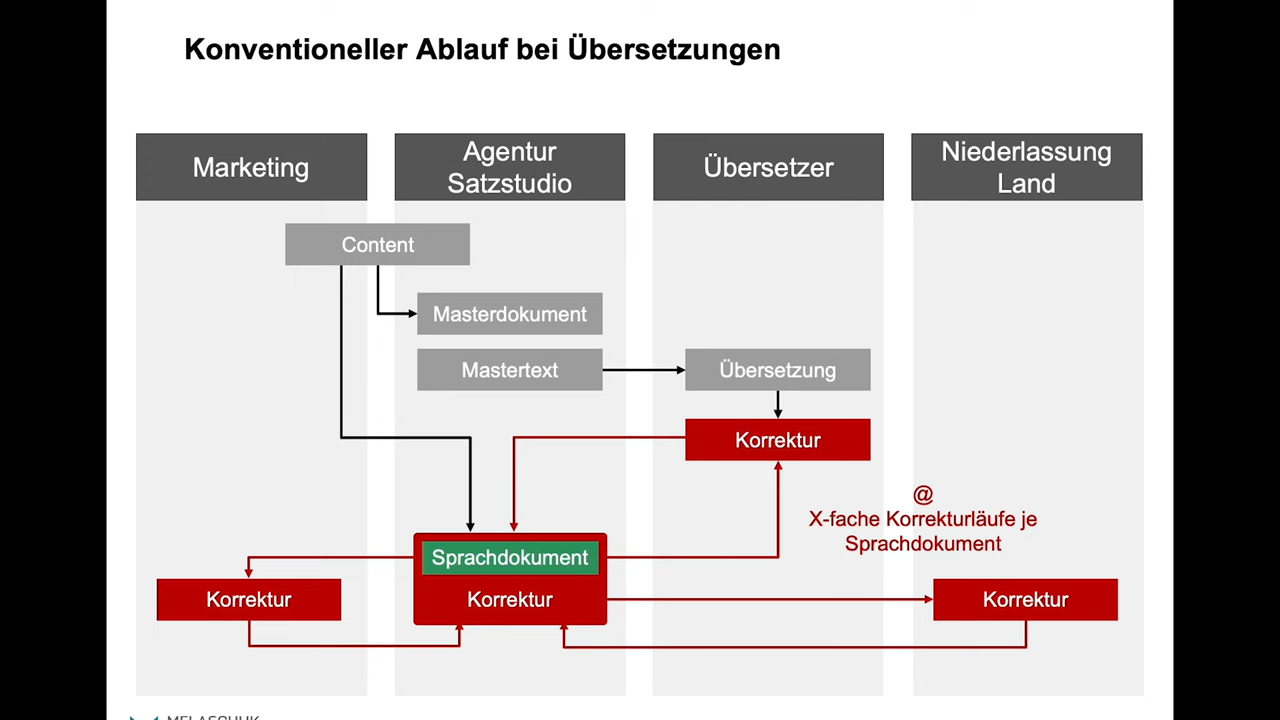 Konventioneller Ablauf bei Übersetzungen
Marketing
Agentur
Satzstudio
Übersetzer
Niederlassung
Land
Content
Masterdokument
Mastertext
Übersetzung
Korrektur
@
X-fache Korrekturläufe je
Sprachdokument
Sprachdokument
Korrektur
Korrektur
Korrektur
MELASCHUK